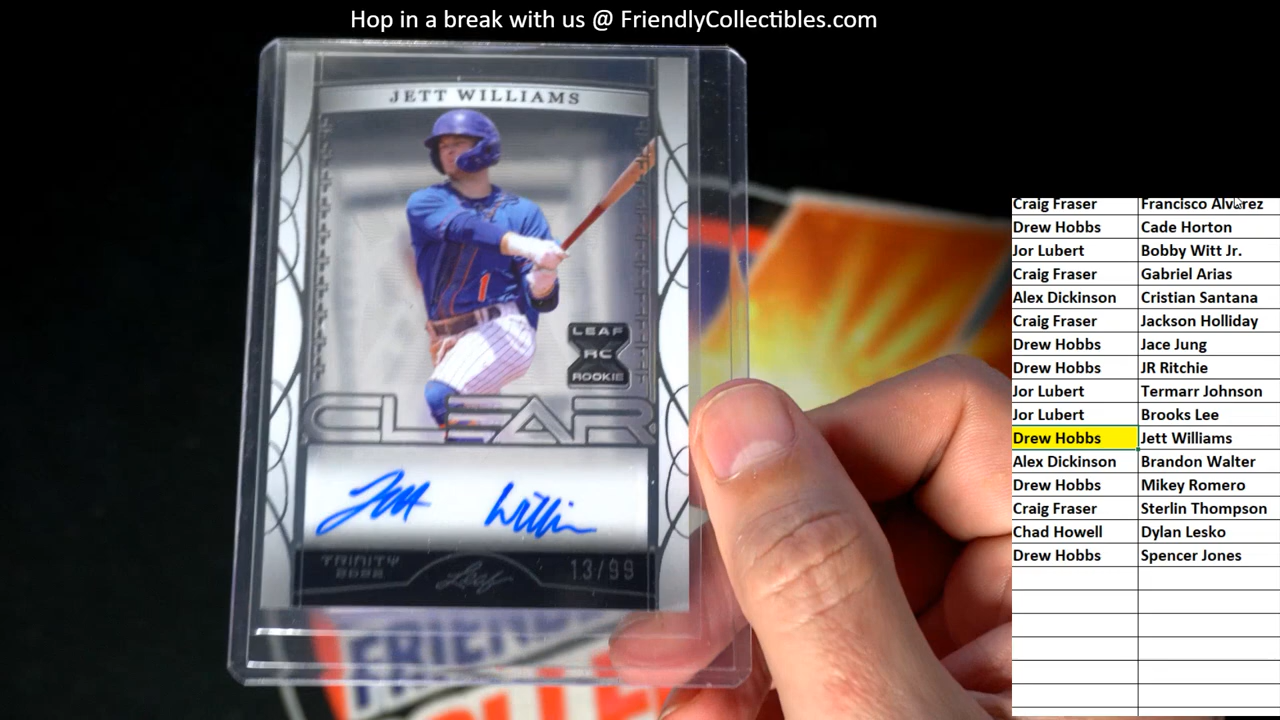 Hop in a break with us @ FriendlyCollectibles.com
JETT WILLIAMS
1
LEAF
RC
ROOKIE
CLEAR
Jett Williams
TRINITY
2022
Leaf
13/99
FRIEND
Craig Fraser Francisco Alvarez
Drew Hobbs Cade Horton
Jor Lubert Bobby Witt Jr.
Craig Fraser Gabriel Arias
Alex Dickinson Cristian Santana
Craig Fraser Jackson Holliday
Drew Hobbs Jace Jung
Drew Hobbs JR Ritchie
Jor Lubert Termarr Johnson
Jor Lubert Brooks Lee
Drew Hobbs Jett Williams
Alex Dickinson Brandon Walter
Drew Hobbs Mikey Romero
Craig Fraser Sterlin Thompson
Chad Howell Dylan Lesko
Drew Hobbs Spencer Jones